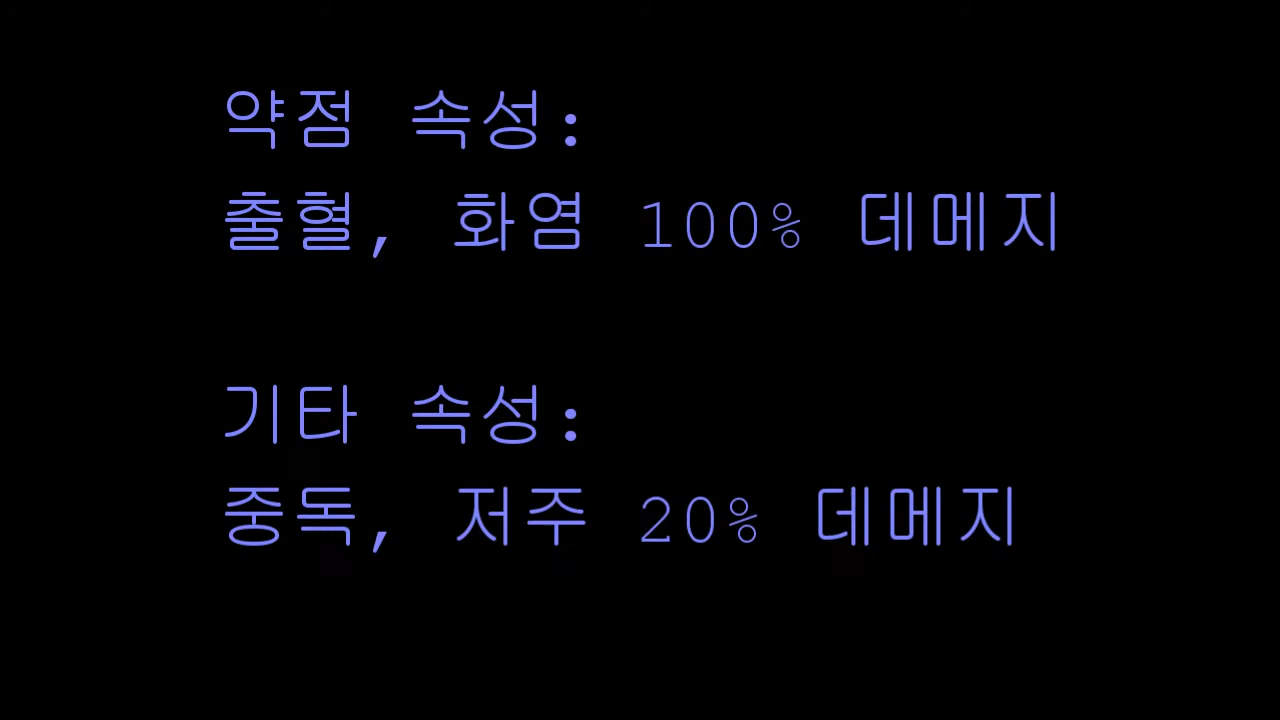 약점 속성:
출혈, 화염 100% 데메지
기타 속성:
중독, 저주 20% 데메지